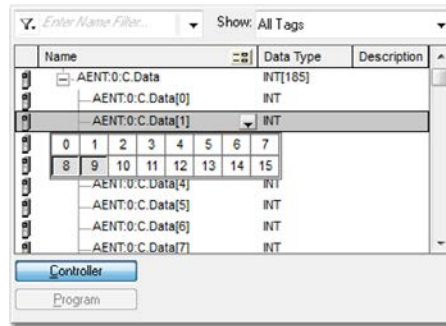 Enter Name Filter... Show: All Tags
Name Data Type Description
AENT:0:C.Data INT[185]
AENT:0:C.Data[0] INT
AENT:0:C.Data[1] INT
0 1 2 3 4 5 6 7
8 9 10 11 12 13 14 15
AENT:0:C.Data[4] INT
AENT:0:C.Data[5] INT
AENT:0:C.Data[6] INT
AENT:0:C.Data[7] INT
Controller
Program